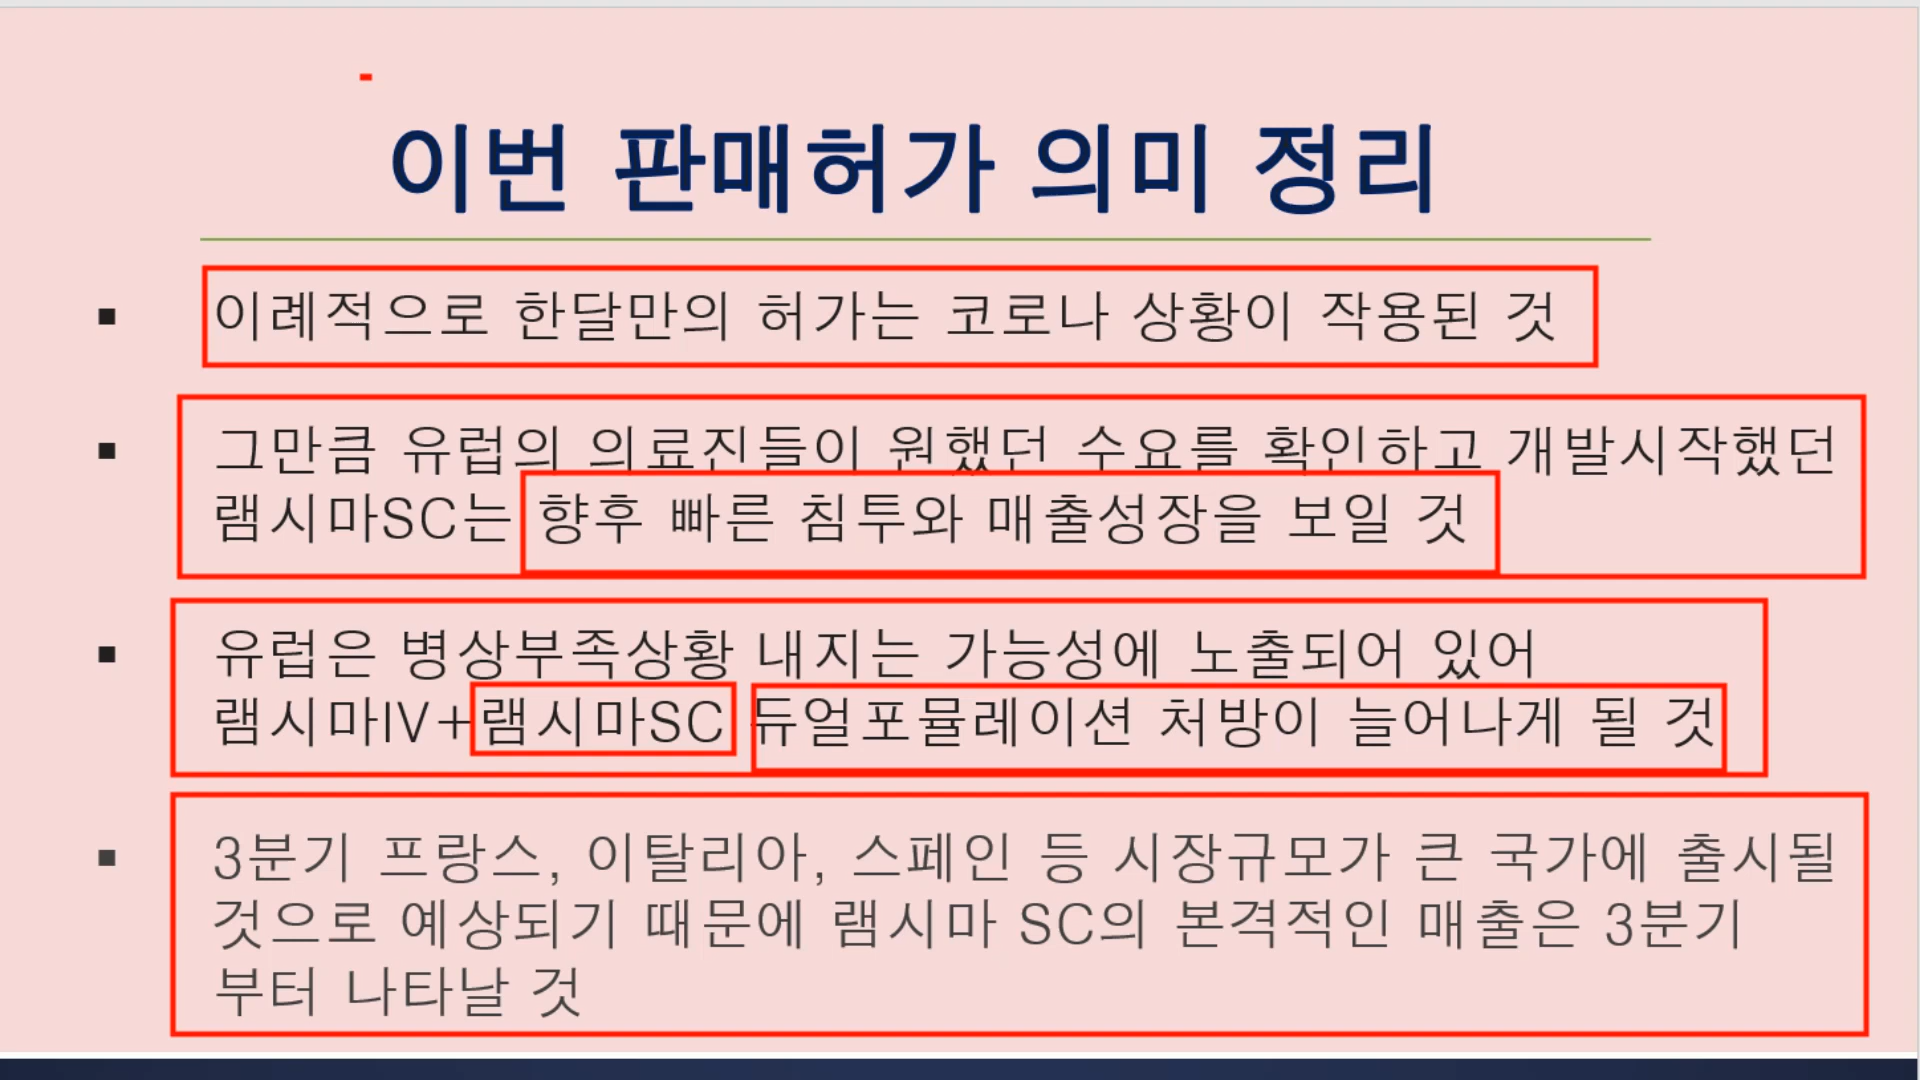 이번 판매허가 의미 정리
▪ 이례적으로 한달만의 허가는 코로나 상황이 작용된 것
▪ 그만큼 유럽의 의료진들이 원했던 수요를 확인하고 개발시작했던
램시마SC는 향후 빠른 침투와 매출성장을 보일 것
▪ 유럽은 병상부족상황 내지는 가능성에 노출되어 있어
램시마IV+램시마SC 듀얼포뮬레이션 처방이 늘어나게 될 것
▪ 3분기 프랑스, 이탈리아, 스페인 등 시장규모가 큰 국가에 출시될
것으로 예상되기 때문에 램시마 SC의 본격적인 매출은 3분기
부터 나타날 것